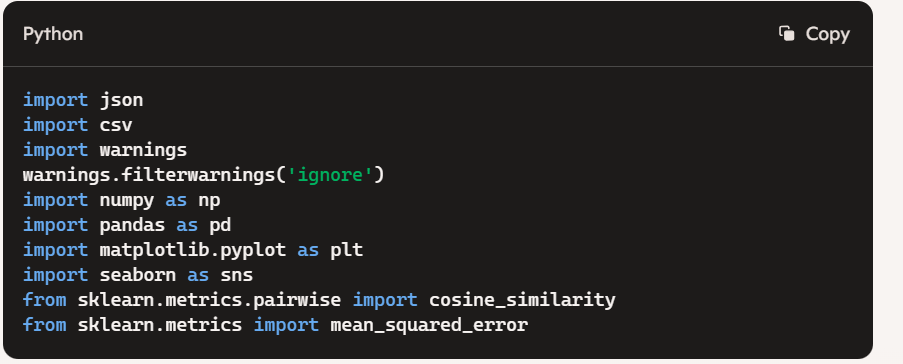 Python
Copy
import json
import csv
import warnings
warnings.filterwarnings('ignore')
import numpy as np
import pandas as pd
import matplotlib.pyplot as plt
import seaborn as sns
from sklearn.metrics.pairwise import cosine_similarity
from sklearn.metrics import mean_squared_error